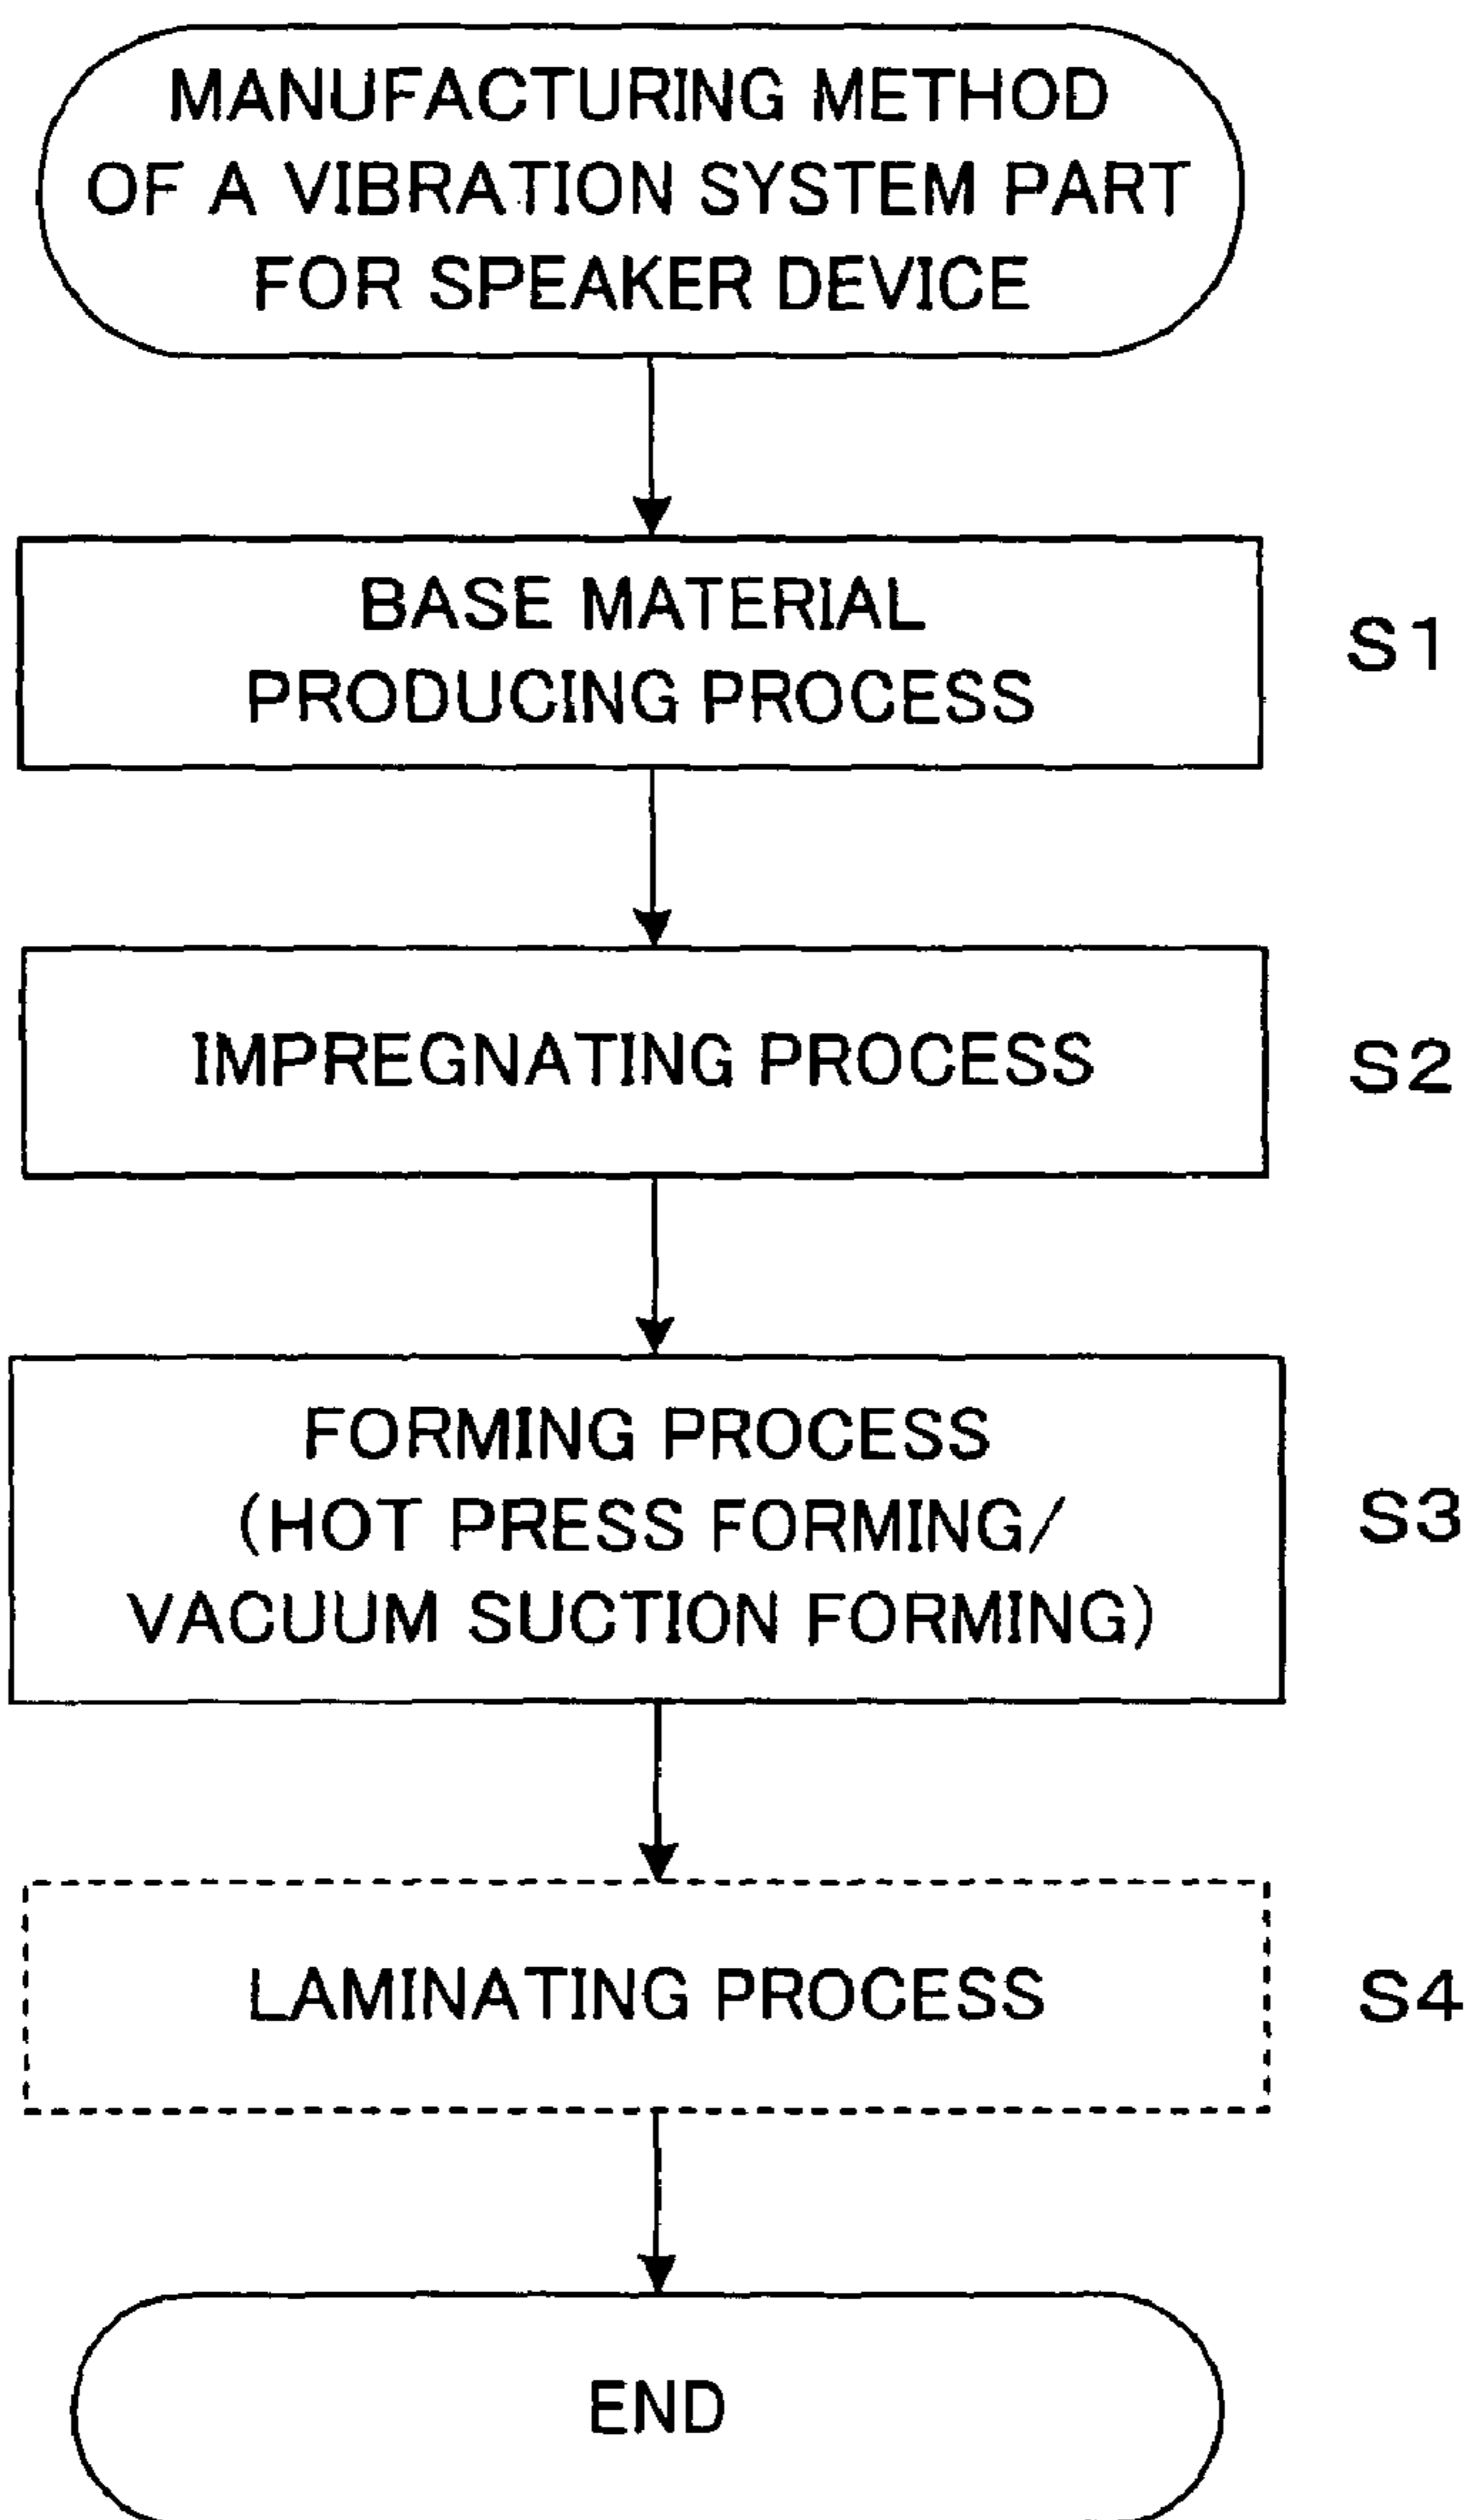 MANUFACTURING METHOD
OF A VIBRATION SYSTEM PART
FOR SPEAKER DEVICE
BASE MATERIAL
PRODUCING PROCESS
S1
IMPREGNATING PROCESS
S2
FORMING PROCESS
(HOT PRESS FORMING/
VACUUM SUCTION FORMING)
S3
LAMINATING PROCESS
S4
END